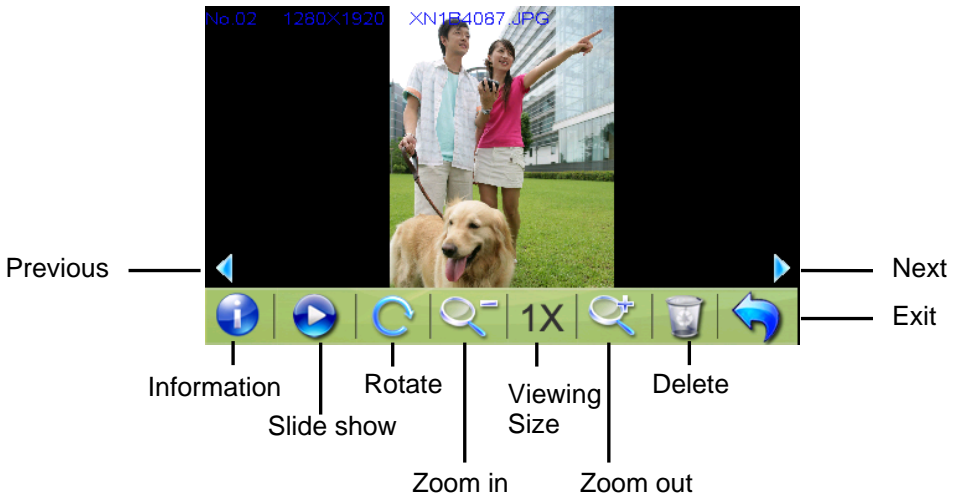 No.02 1280X1920 XN1B4087.JPG
Previous
Next
1X
Exit
Information
Rotate
Viewing
Size
Delete
Slide show
Zoom in
Zoom out